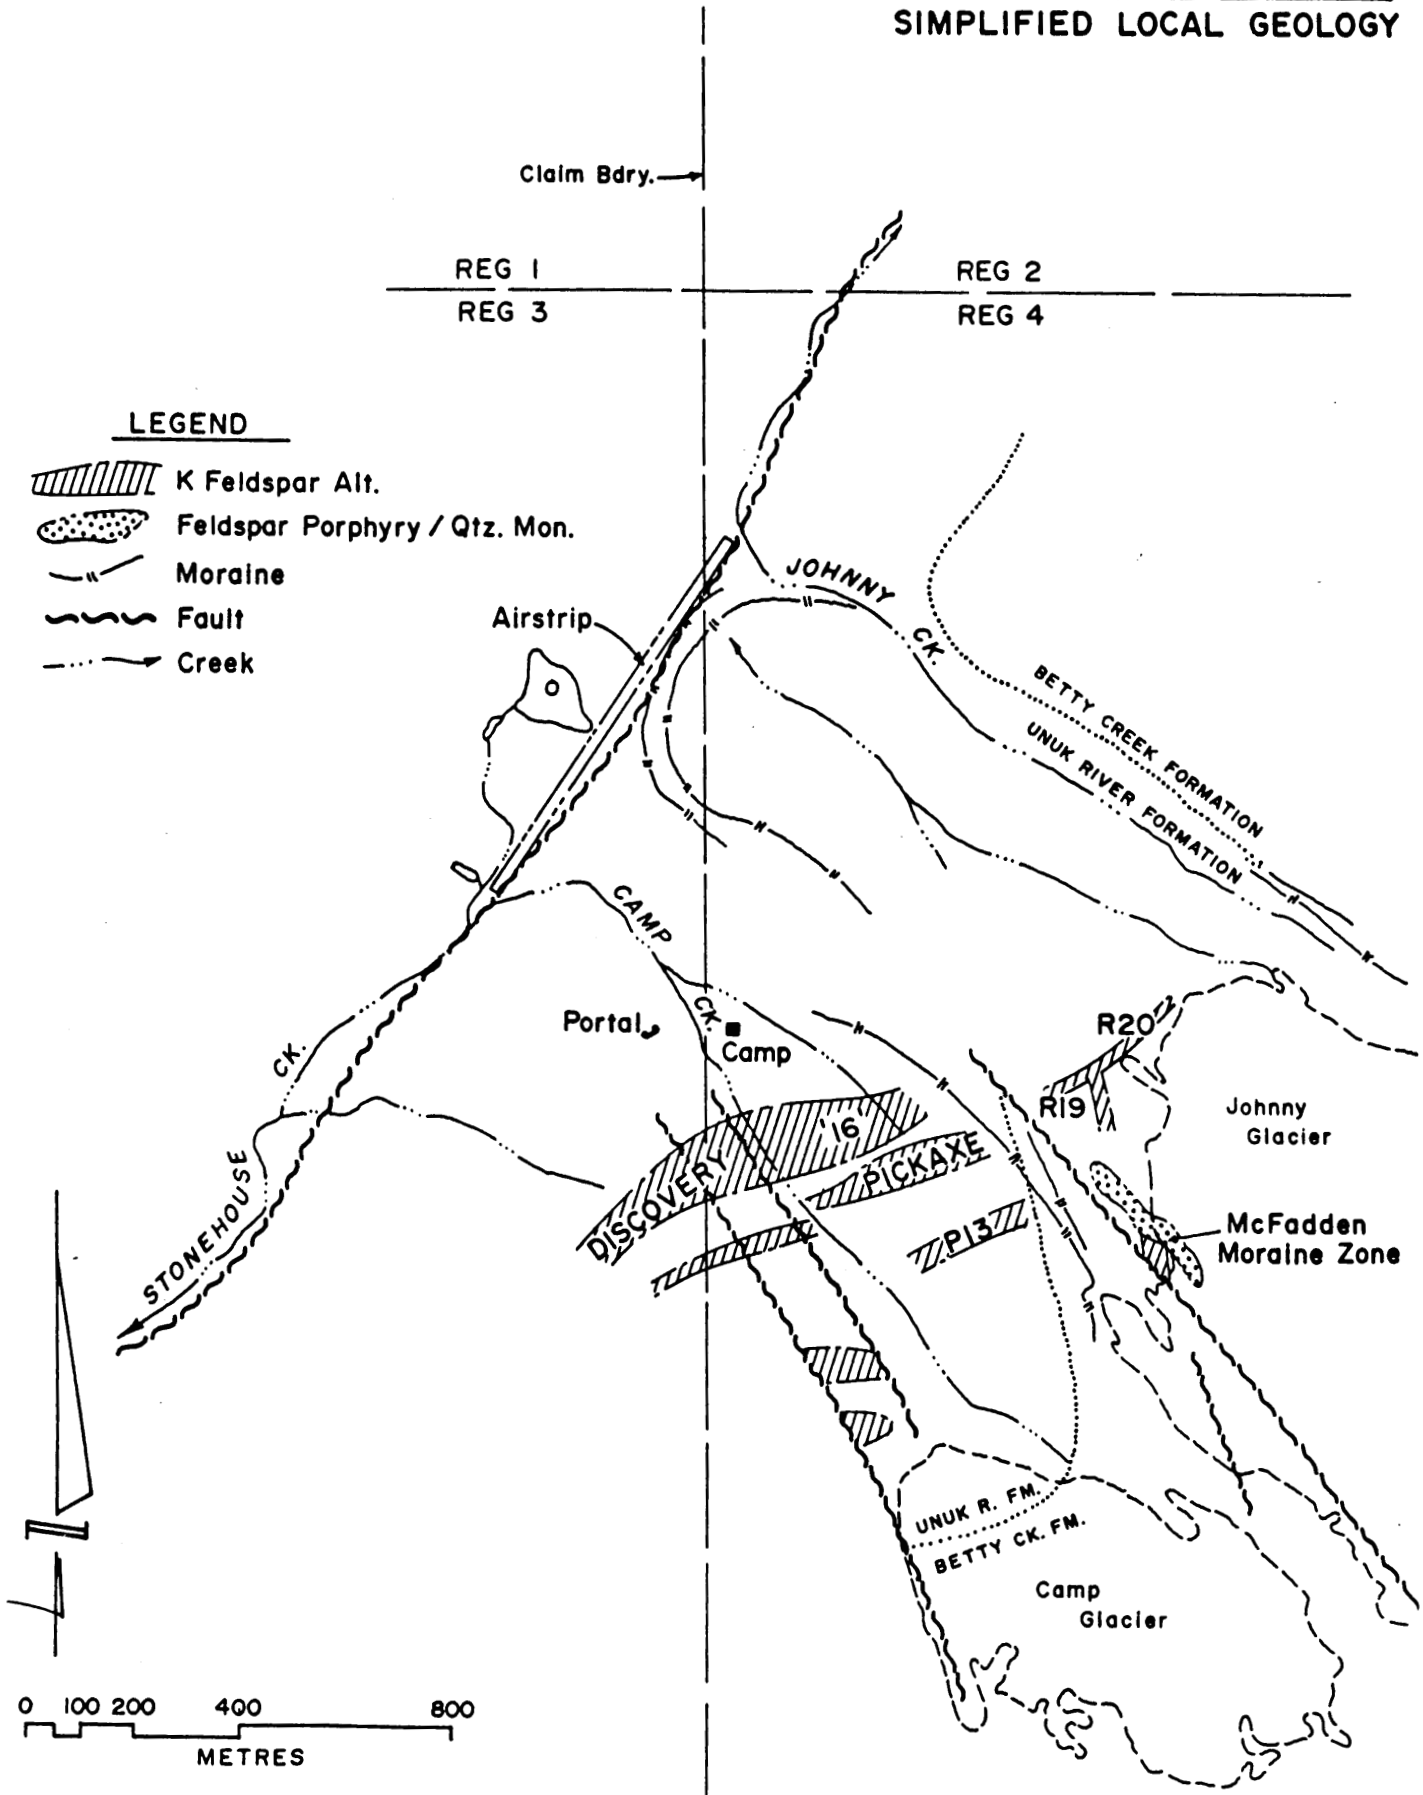 SIMPLIFIED LOCAL GEOLOGY
Claim Bdry.
REG 1
REG 2
REG 3
REG 4
LEGEND
K Feldspar Alt.
Feldspar Porphyry / Qtz. Mon.
Moraine
Fault
Creek
Airstrip
JOHNNY
CK.
BETTY CREEK FORMATION
UNUK RIVER FORMATION
CAMP
CK.
Portal
Camp
CK.
STONEHOUSE
R20
R19
Johnny
Glacier
'16
DISCOVERY
PICKAXE
P13
McFadden
Moraine Zone
UNUK R. FM.
BETTY CK. FM.
Camp
Glacier
0 100 200 400 800
METRES